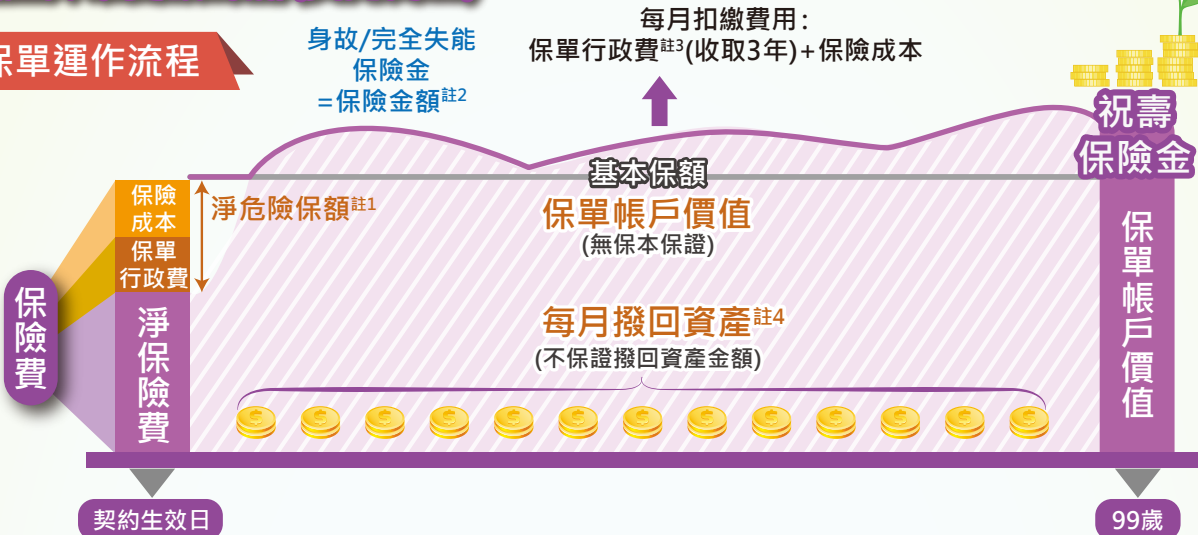 保單運作流程
身故/完全失能
保險金
=保險金額註2
每月扣繳費用：
保單行政費註3(收取3年)+保險成本
祝壽
保險金
基本保額
保險
成本
淨危險保額註1
保單帳戶價值
(無保本保證)
保單
行政費
保險費
淨保險費
每月撥回資產註4
(不保證撥回資產金額)
保單帳戶價值
契約生效日
99歲